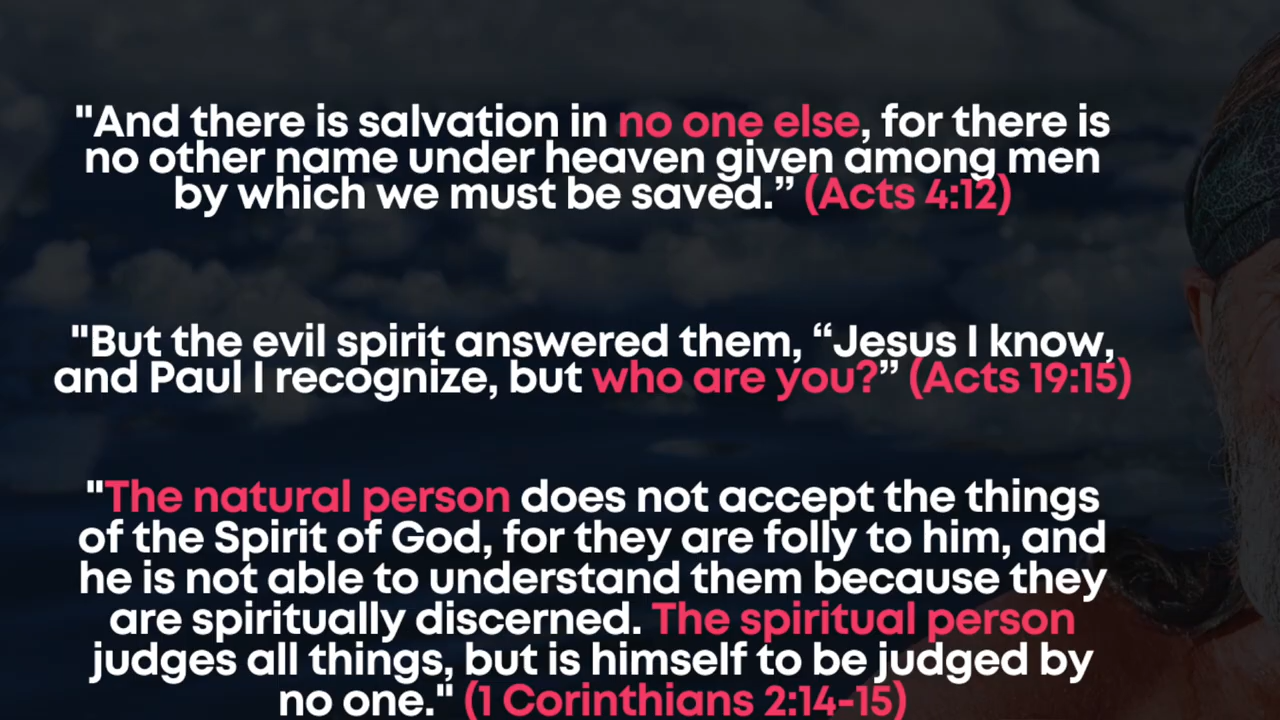 "And there is salvation in no one else, for there is
no other name under heaven given among men
by which we must be saved.” (Acts 4:12)
"But the evil spirit answered them, “Jesus I know,
and Paul I recognize, but who are you?” (Acts 19:15)
"The natural person does not accept the things
of the Spirit of God, for they are folly to him, and
he is not able to understand them because they
are spiritually discerned. The spiritual person
judges all things, but is himself to be judged by
no one." (1 Corinthians 2:14-15)